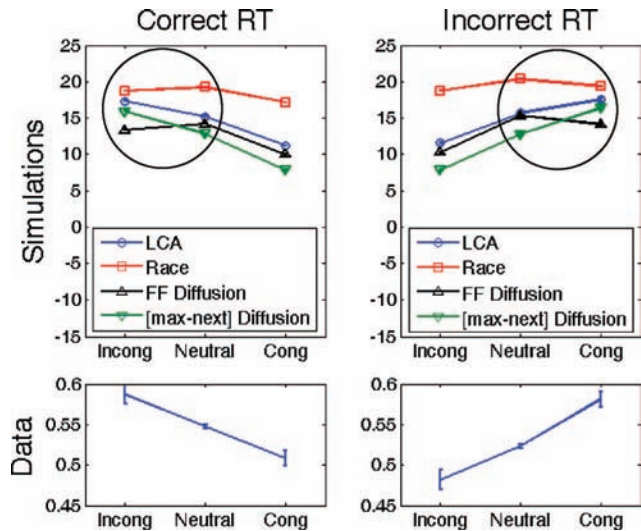 Correct RT
Incorrect RT
Simulations
25
20
15
10
5
0
-5
-10
-15
LCA
Race
FF Diffusion
[max-next] Diffusion
Incong Neutral Cong
25
20
15
10
5
0
-5
-10
-15
LCA
Race
FF Diffusion
[max-next] Diffusion
Incong Neutral Cong
Data
0.6
0.55
0.5
0.45
Incong Neutral Cong
0.6
0.55
0.5
0.45
Incong Neutral Cong